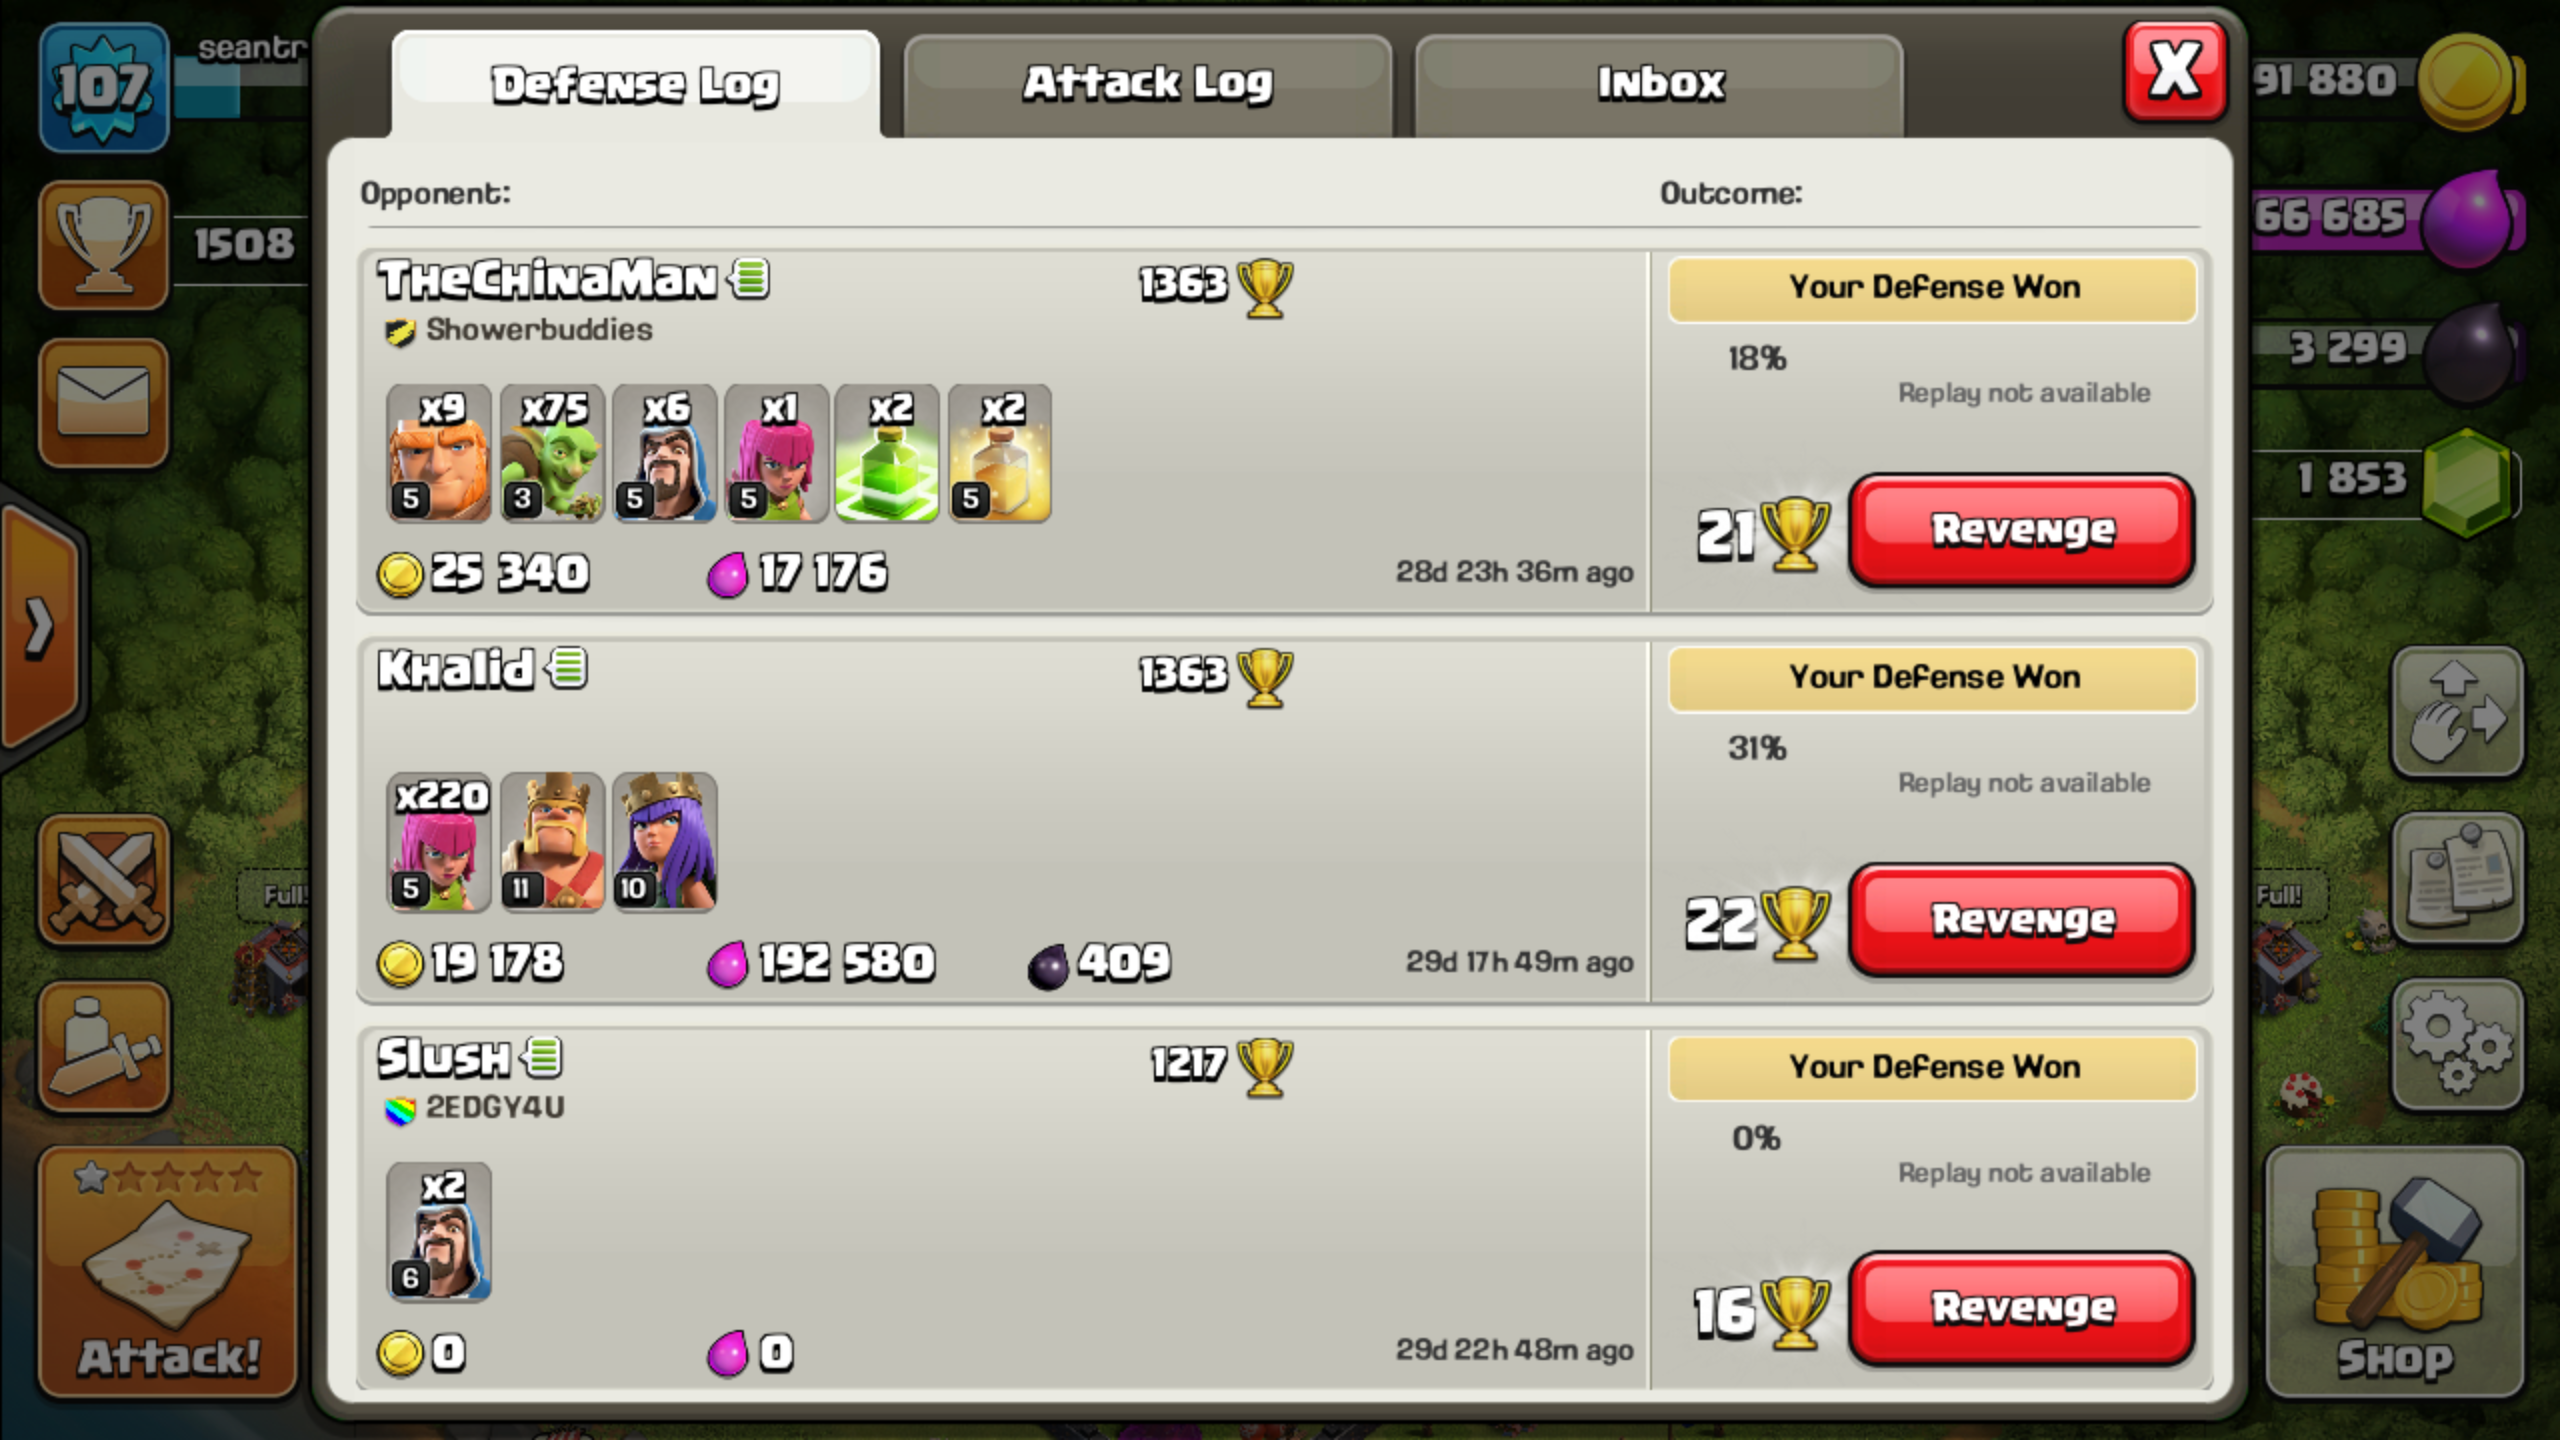 107
seantr
1508
Full!
Attack!
Defense Log
Attack Log
Inbox
X
91 880
66 685
3 299
1 853
Full!
Shop
Opponent:
Outcome:
TheChinaMan
1363
Showerbuddies
x9 x75 x6 x1 x2 x2
5 3 5 5 5
25 340
17 176
28d 23h 36m ago
Your Defense Won
18%
Replay not available
21
Revenge
Khalid
1363
x220
5 11 10
19 178
192 580
409
29d 17h 49m ago
Your Defense Won
31%
Replay not available
22
Revenge
Slush
1217
2EDGY4U
x2
6
0
0
29d 22h 48m ago
Your Defense Won
0%
Replay not available
16
Revenge